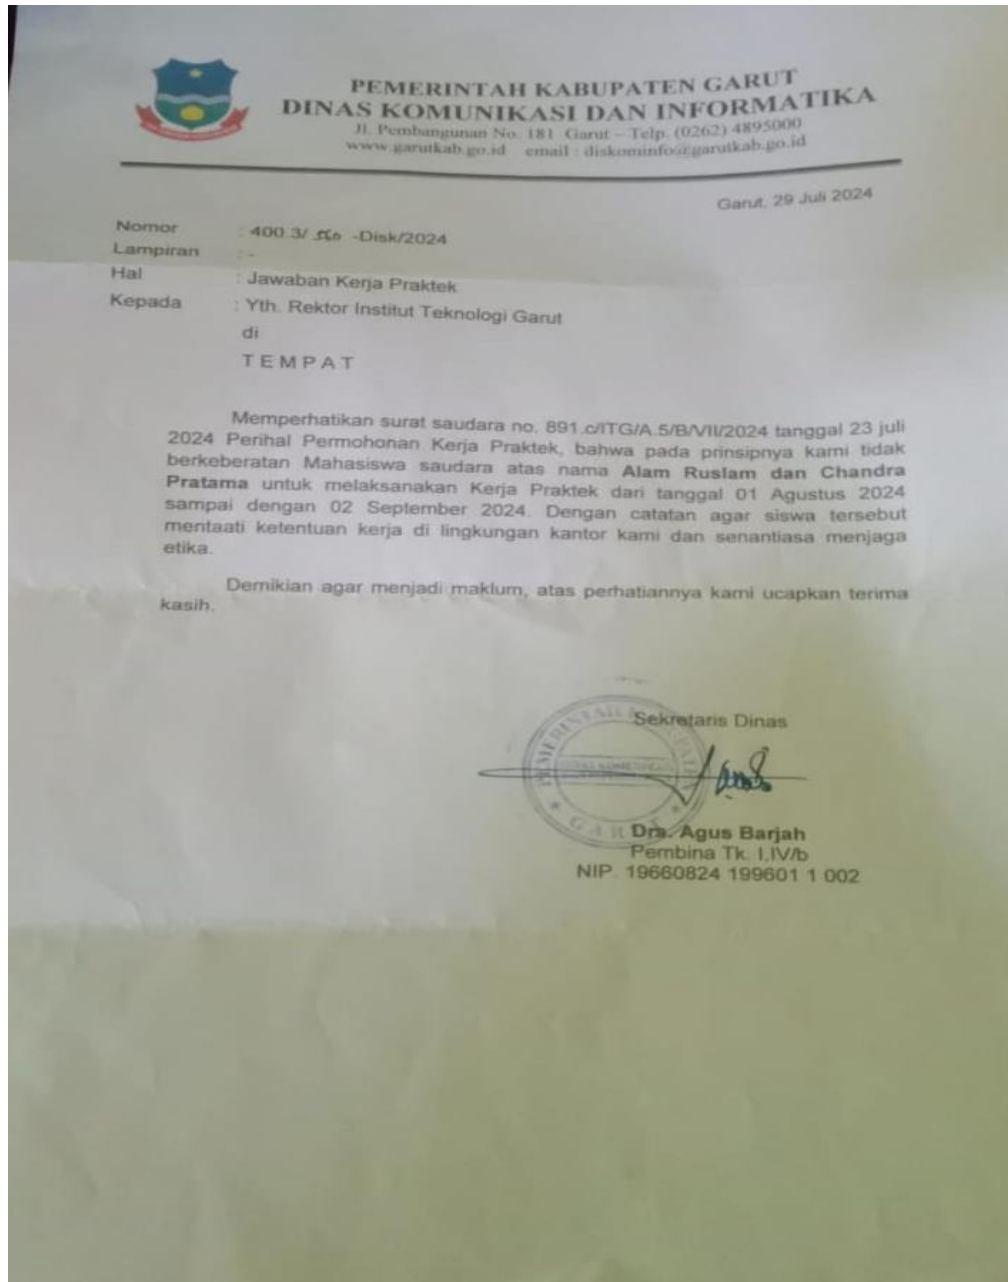 PEMERINTAH KABUPATEN GARUT
DINAS KOMUNIKASI DAN INFORMATIKA
Jl. Pembangunan No. 181 Garut – Telp. (0262) 4895000
www.garutkab.go.id email : diskominfo@garutkab.go.id
Garut, 29 Juli 2024
Nomor : 400.3/ -Disk/2024
Lampiran : -
Hal : Jawaban Kerja Praktek
Kepada : Yth. Rektor Institut Teknologi Garut
di
T E M P A T
Memperhatikan surat saudara no. 891.c/ITG/A.5/B/VII/2024 tanggal 23 juli
2024 Perihal Permohonan Kerja Praktek, bahwa pada prinsipnya kami tidak
berkeberatan Mahasiswa saudara atas nama Alam Ruslam dan Chandra
Pratama untuk melaksanakan Kerja Praktek dari tanggal 01 Agustus 2024
sampai dengan 02 September 2024. Dengan catatan agar siswa tersebut
mentaati ketentuan kerja di lingkungan kantor kami dan senantiasa menjaga
etika.
Demikian agar menjadi maklum, atas perhatiannya kami ucapkan terima
kasih.
Sekretaris Dinas
Drs. Agus Barjah
Pembina Tk. I,IV/b
NIP. 19660824 199601 1 002